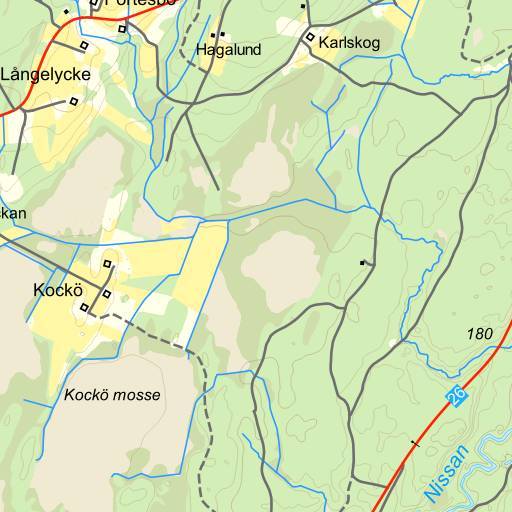 Hagalund
Karlskog
Långelycke
Kockö
180
Kockö mosse
26
Nissan